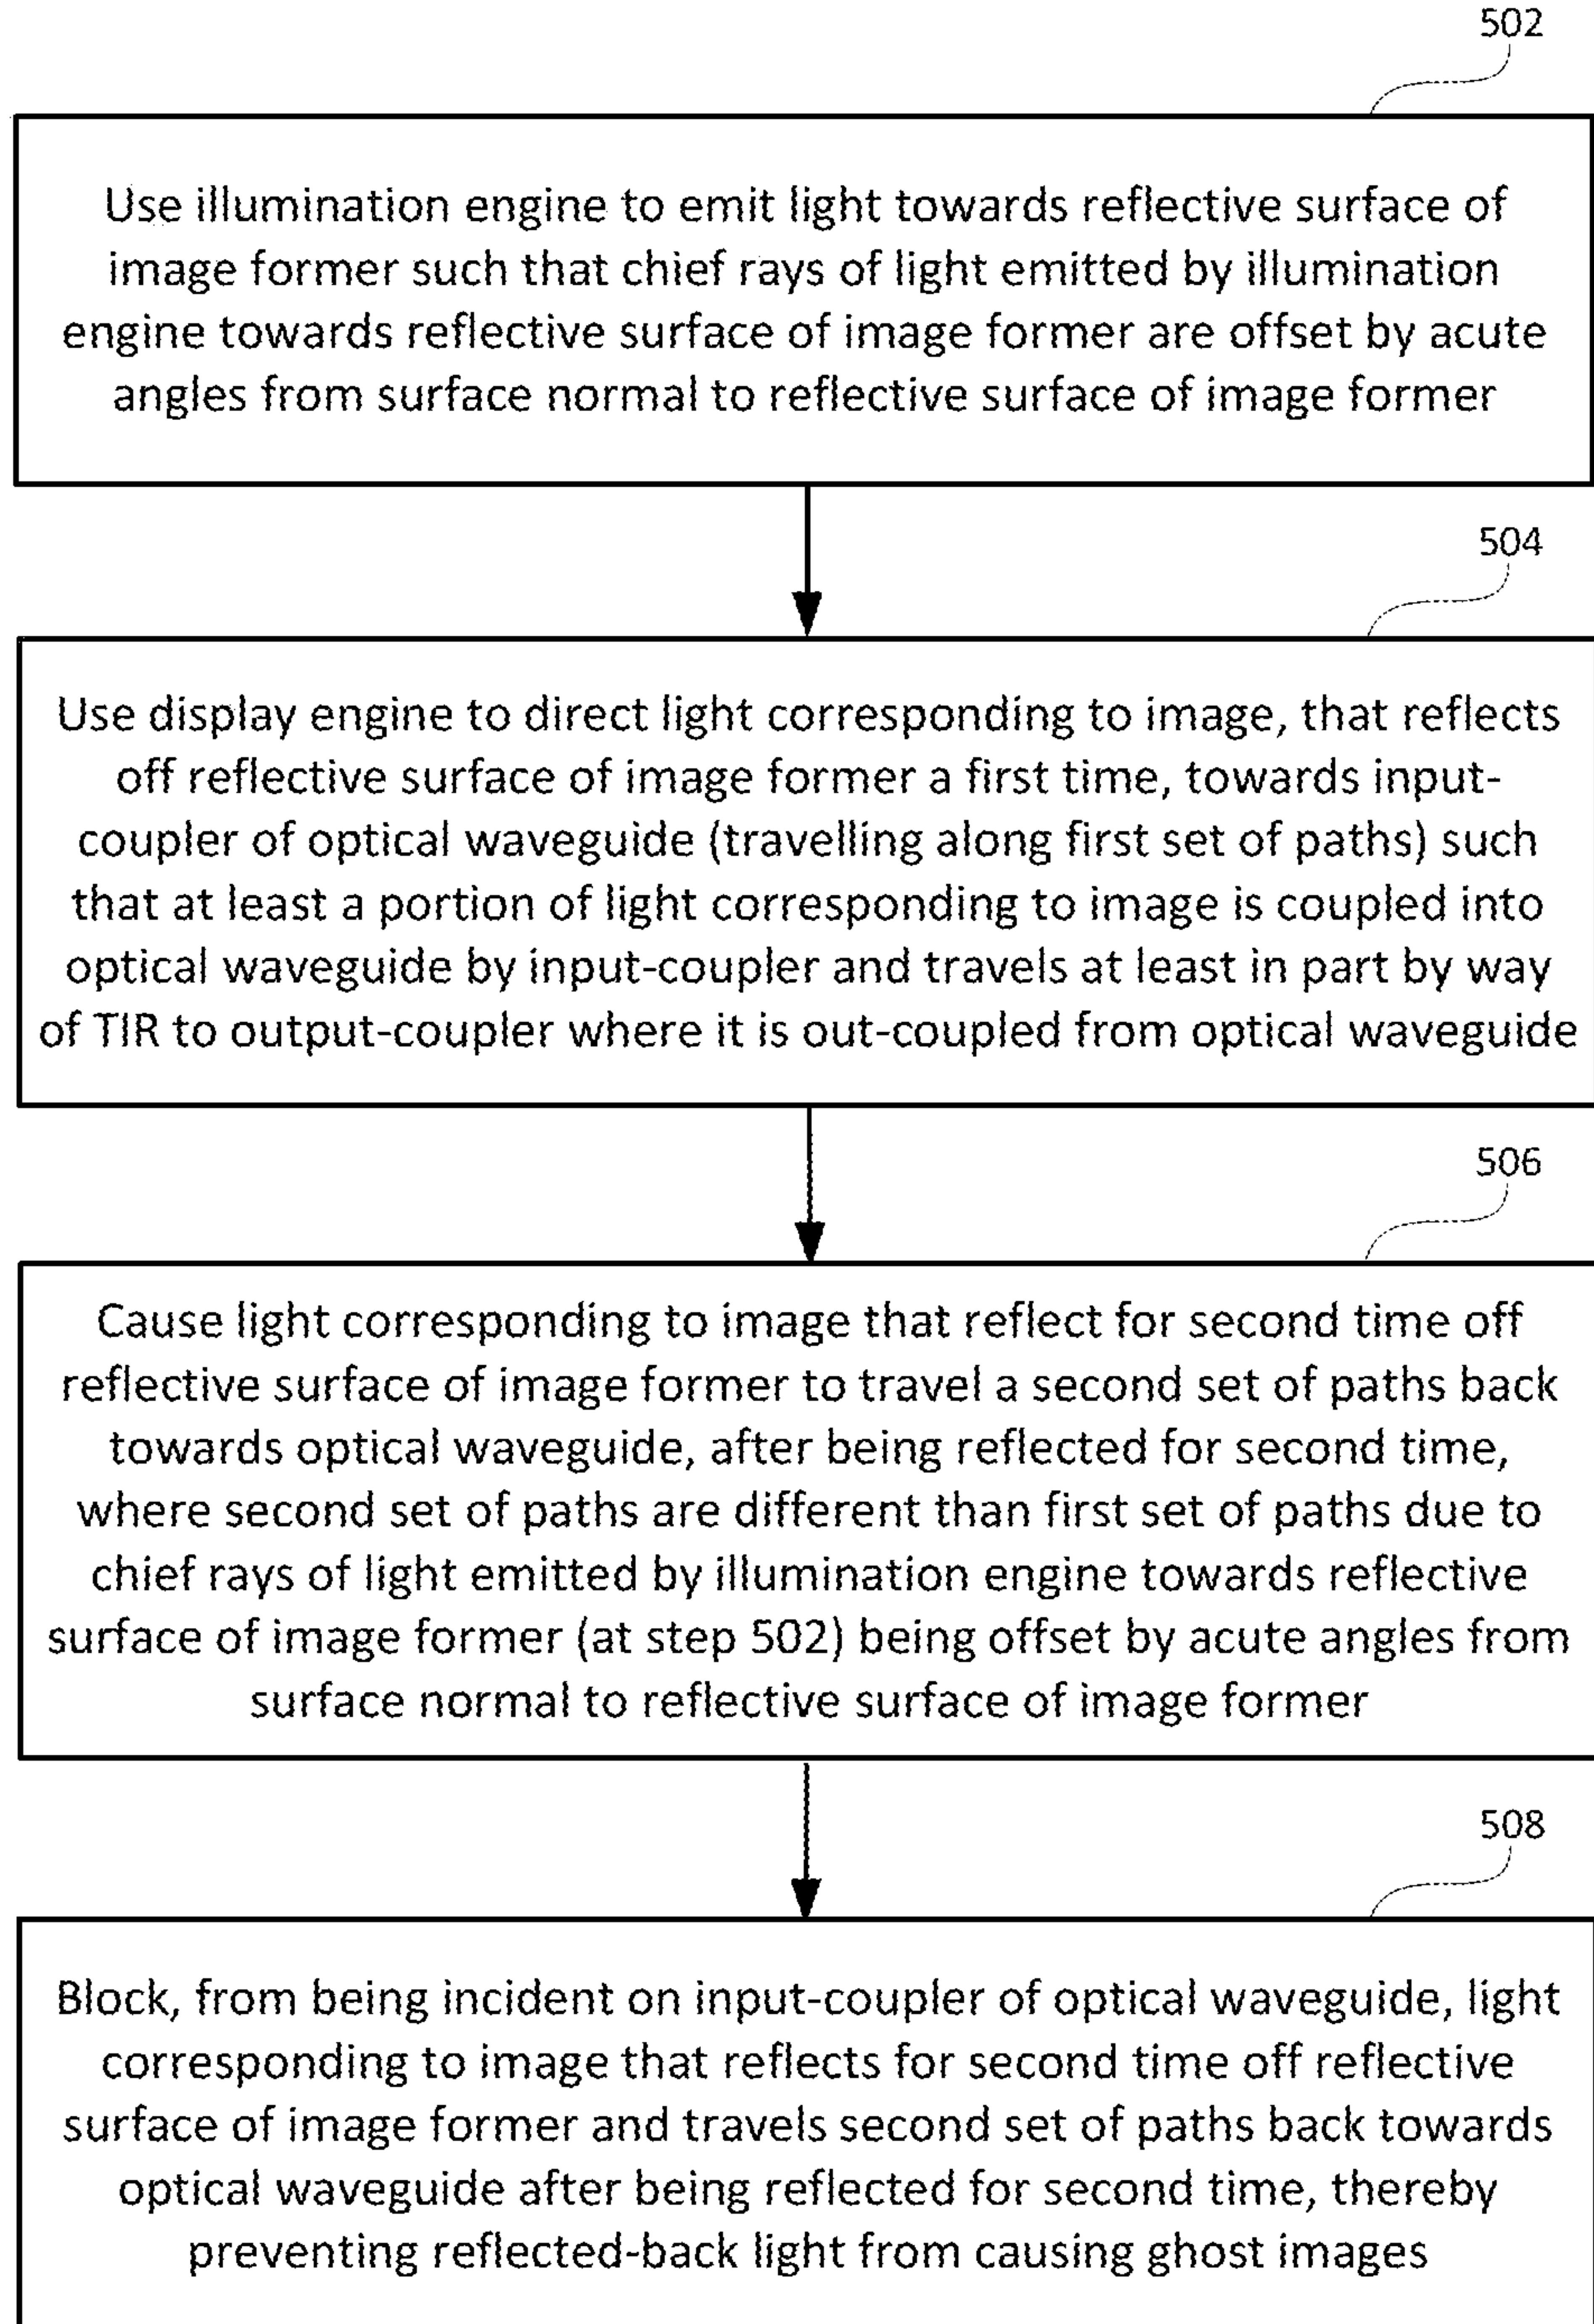 502
Use illumination engine to emit light towards reflective surface of
image former such that chief rays of light emitted by illumination
engine towards reflective surface of image former are offset by acute
angles from surface normal to reflective surface of image former
504
Use display engine to direct light corresponding to image, that reflects
off reflective surface of image former a first time, towards input-
coupler of optical waveguide (travelling along first set of paths) such
that at least a portion of light corresponding to image is coupled into
optical waveguide by input-coupler and travels at least in part by way
of TIR to output-coupler where it is out-coupled from optical waveguide
506
Cause light corresponding to image that reflect for second time off
reflective surface of image former to travel a second set of paths back
towards optical waveguide, after being reflected for second time,
where second set of paths are different than first set of paths due to
chief rays of light emitted by illumination engine towards reflective
surface of image former (at step 502) being offset by acute angles from
surface normal to reflective surface of image former
508
Block, from being incident on input-coupler of optical waveguide, light
corresponding to image that reflects for second time off reflective
surface of image former and travels second set of paths back towards
optical waveguide after being reflected for second time, thereby
preventing reflected-back light from causing ghost images